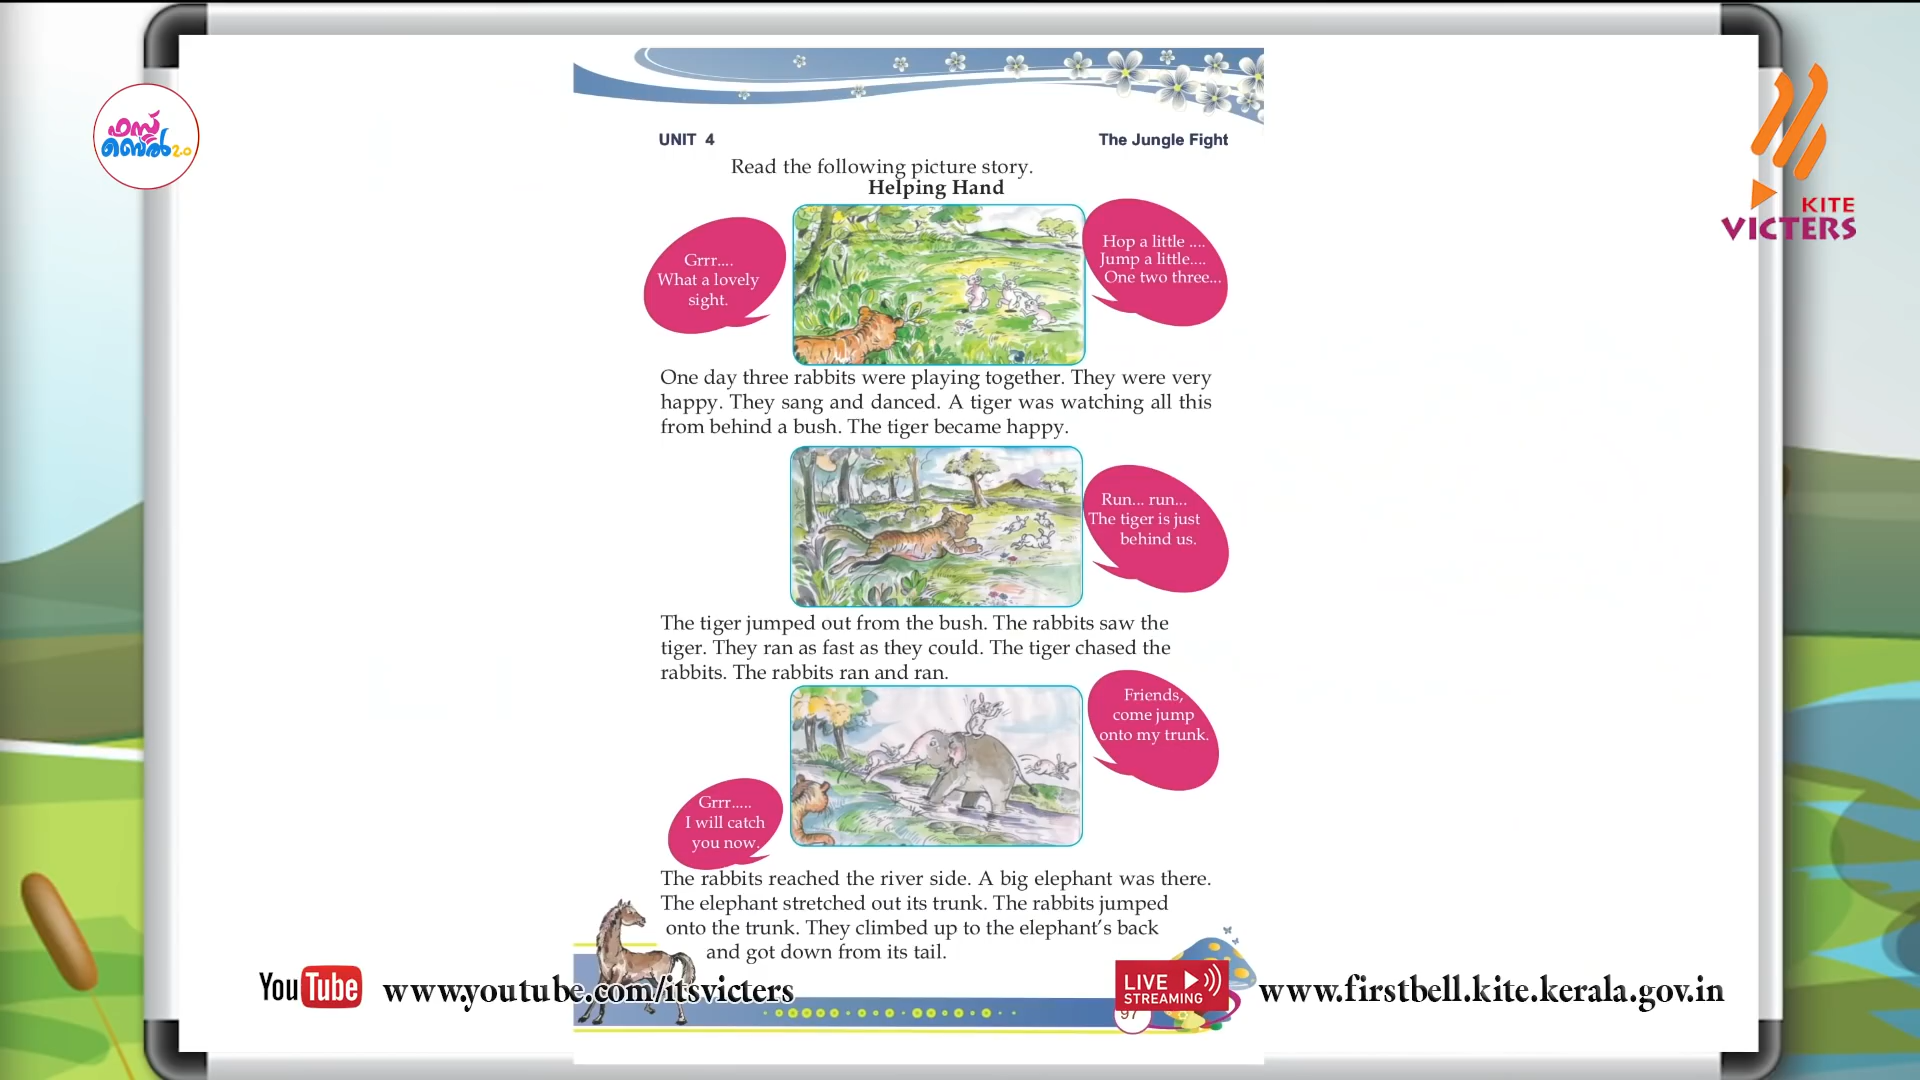 ഫസ്റ്റ്
ബെൽ 2.0
KITE
VICTERS
UNIT 4
The Jungle Fight
Read the following picture story.
Helping Hand
Grrr....
What a lovely
sight.
Hop a little ....
Jump a little....
One two three...
One day three rabbits were playing together. They were very
happy. They sang and danced. A tiger was watching all this
from behind a bush. The tiger became happy.
Run... run...
The tiger is just
behind us.
The tiger jumped out from the bush. The rabbits saw the
tiger. They ran as fast as they could. The tiger chased the
rabbits. The rabbits ran and ran.
Friends,
come jump
onto my trunk.
Grrr.....
I will catch
you now.
The rabbits reached the river side. A big elephant was there.
The elephant stretched out its trunk. The rabbits jumped
onto the trunk. They climbed up to the elephant's back
and got down from its tail.
YouTube
www.youtube.com/itsvicters
LIVE
STREAMING
www.firstbell.kite.kerala.gov.in
97